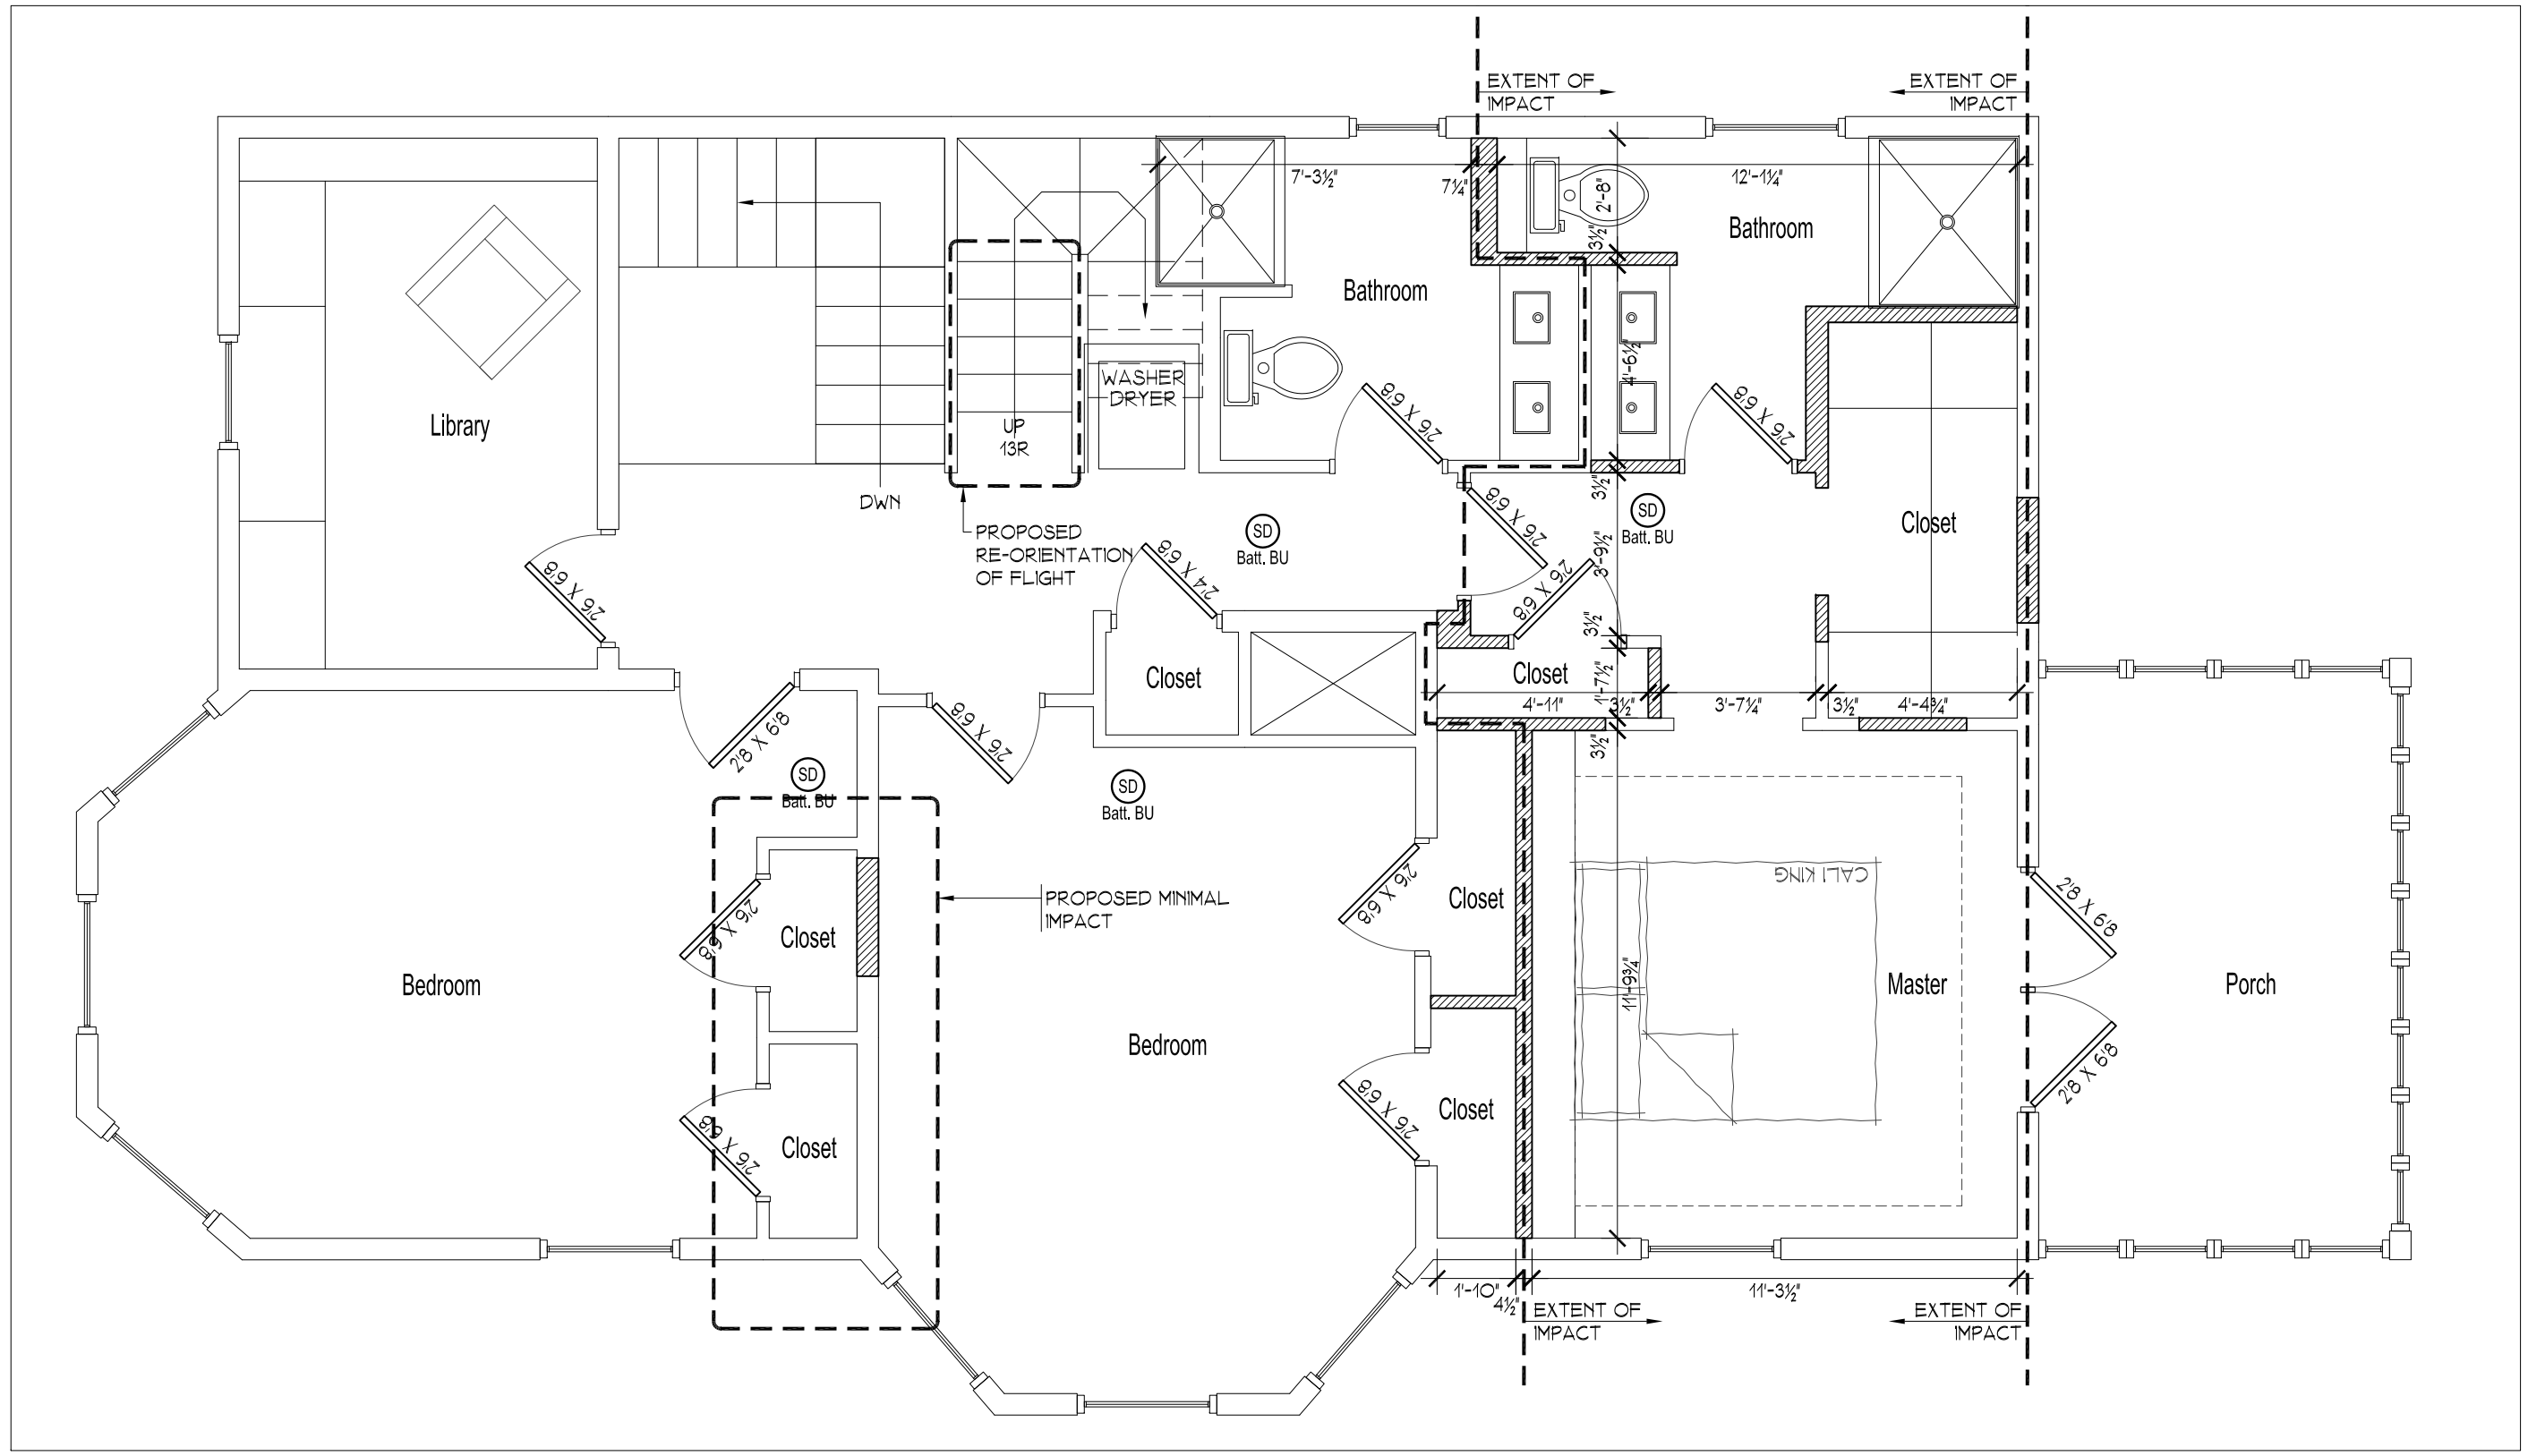 EXTENT OF
IMPACT
EXTENT OF
IMPACT
7'-3½"
7¼"
12'-1¼"
2'-8"
Bathroom
3½"
Bathroom
4'-6½"
WASHER
DRYER
2'6 X 6'8
2'6 X 6'8
Library
UP
13R
DWN
3½"
2'6 X 6'8
SD
Batt. BU
SD
Batt. BU
Closet
PROPOSED
RE-ORIENTATION
OF FLIGHT
2'4 X 6'8
3'-9½"
2'6 X 6'8
2'6 X 6'8
3½"
Closet
Closet
1'-7½"
4'-11"
3½"
3'-7¼"
3½"
4'-4¾"
2'8 X 6'8
2'6 X 6'8
3½"
SD
Batt. BU
SD
Batt. BU
CALI KING
2'6 X 6'8
Closet
PROPOSED MINIMAL
IMPACT
2'6 X 6'8
Closet
2'8 X 6'8
Bedroom
11'-9¾"
Master
Porch
Bedroom
2'8 X 6'8
2'6 X 6'8
Closet
2'6 X 6'8
Closet
1'-10"
4½"
11'-3½"
EXTENT OF
IMPACT
EXTENT OF
IMPACT